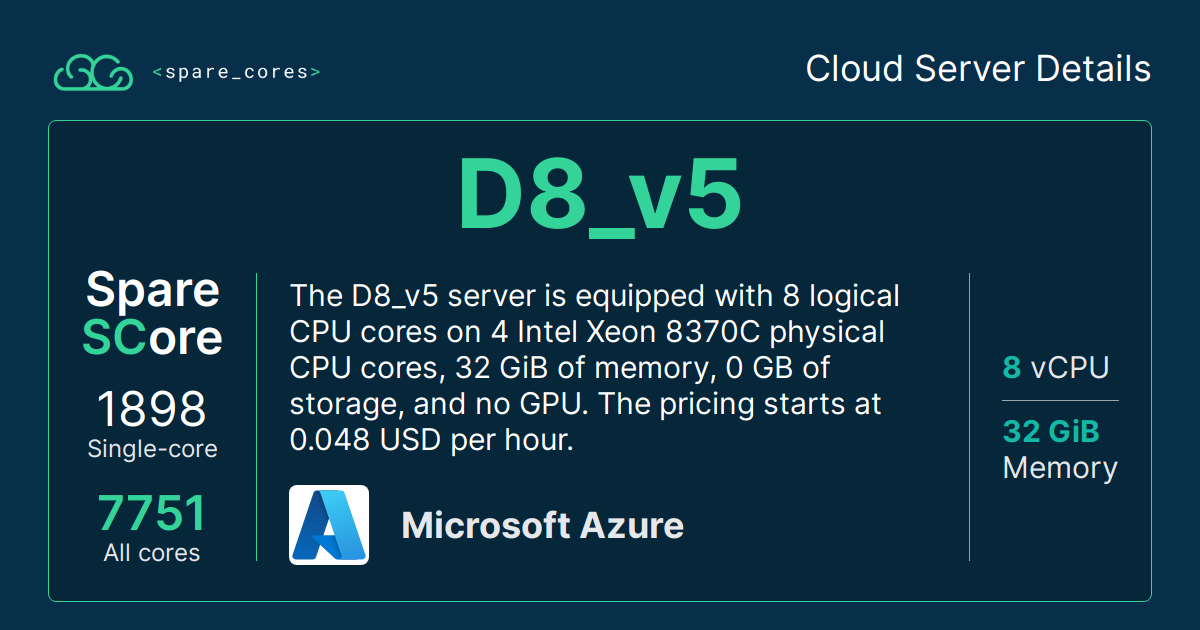 <spare_cores>
Cloud Server Details
D8_v5
Spare
SCore
1898
Single-core
7751
All cores
The D8_v5 server is equipped with 8 logical
CPU cores on 4 Intel Xeon 8370C physical
CPU cores, 32 GiB of memory, 0 GB of
storage, and no GPU. The pricing starts at
0.048 USD per hour.
Microsoft Azure
8 vCPU
32 GiB
Memory